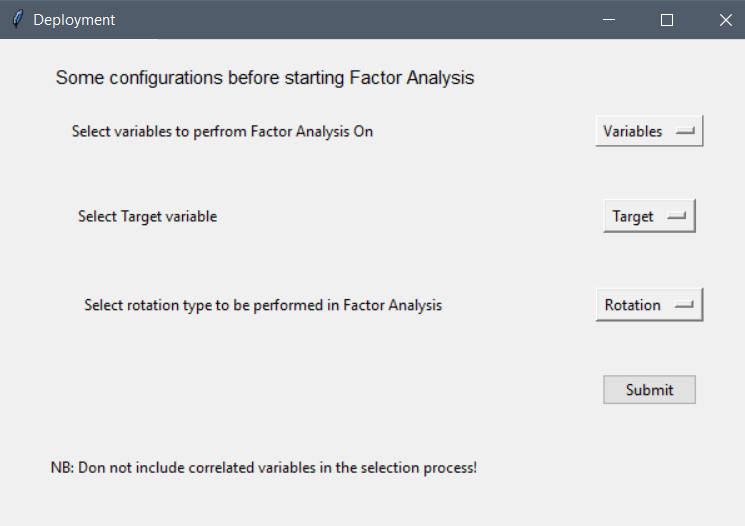 Deployment
Some configurations before starting Factor Analysis
Select variables to perfrom Factor Analysis On
Variables
Select Target variable
Target
Select rotation type to be performed in Factor Analysis
Rotation
Submit
NB: Don not include correlated variables in the selection process!